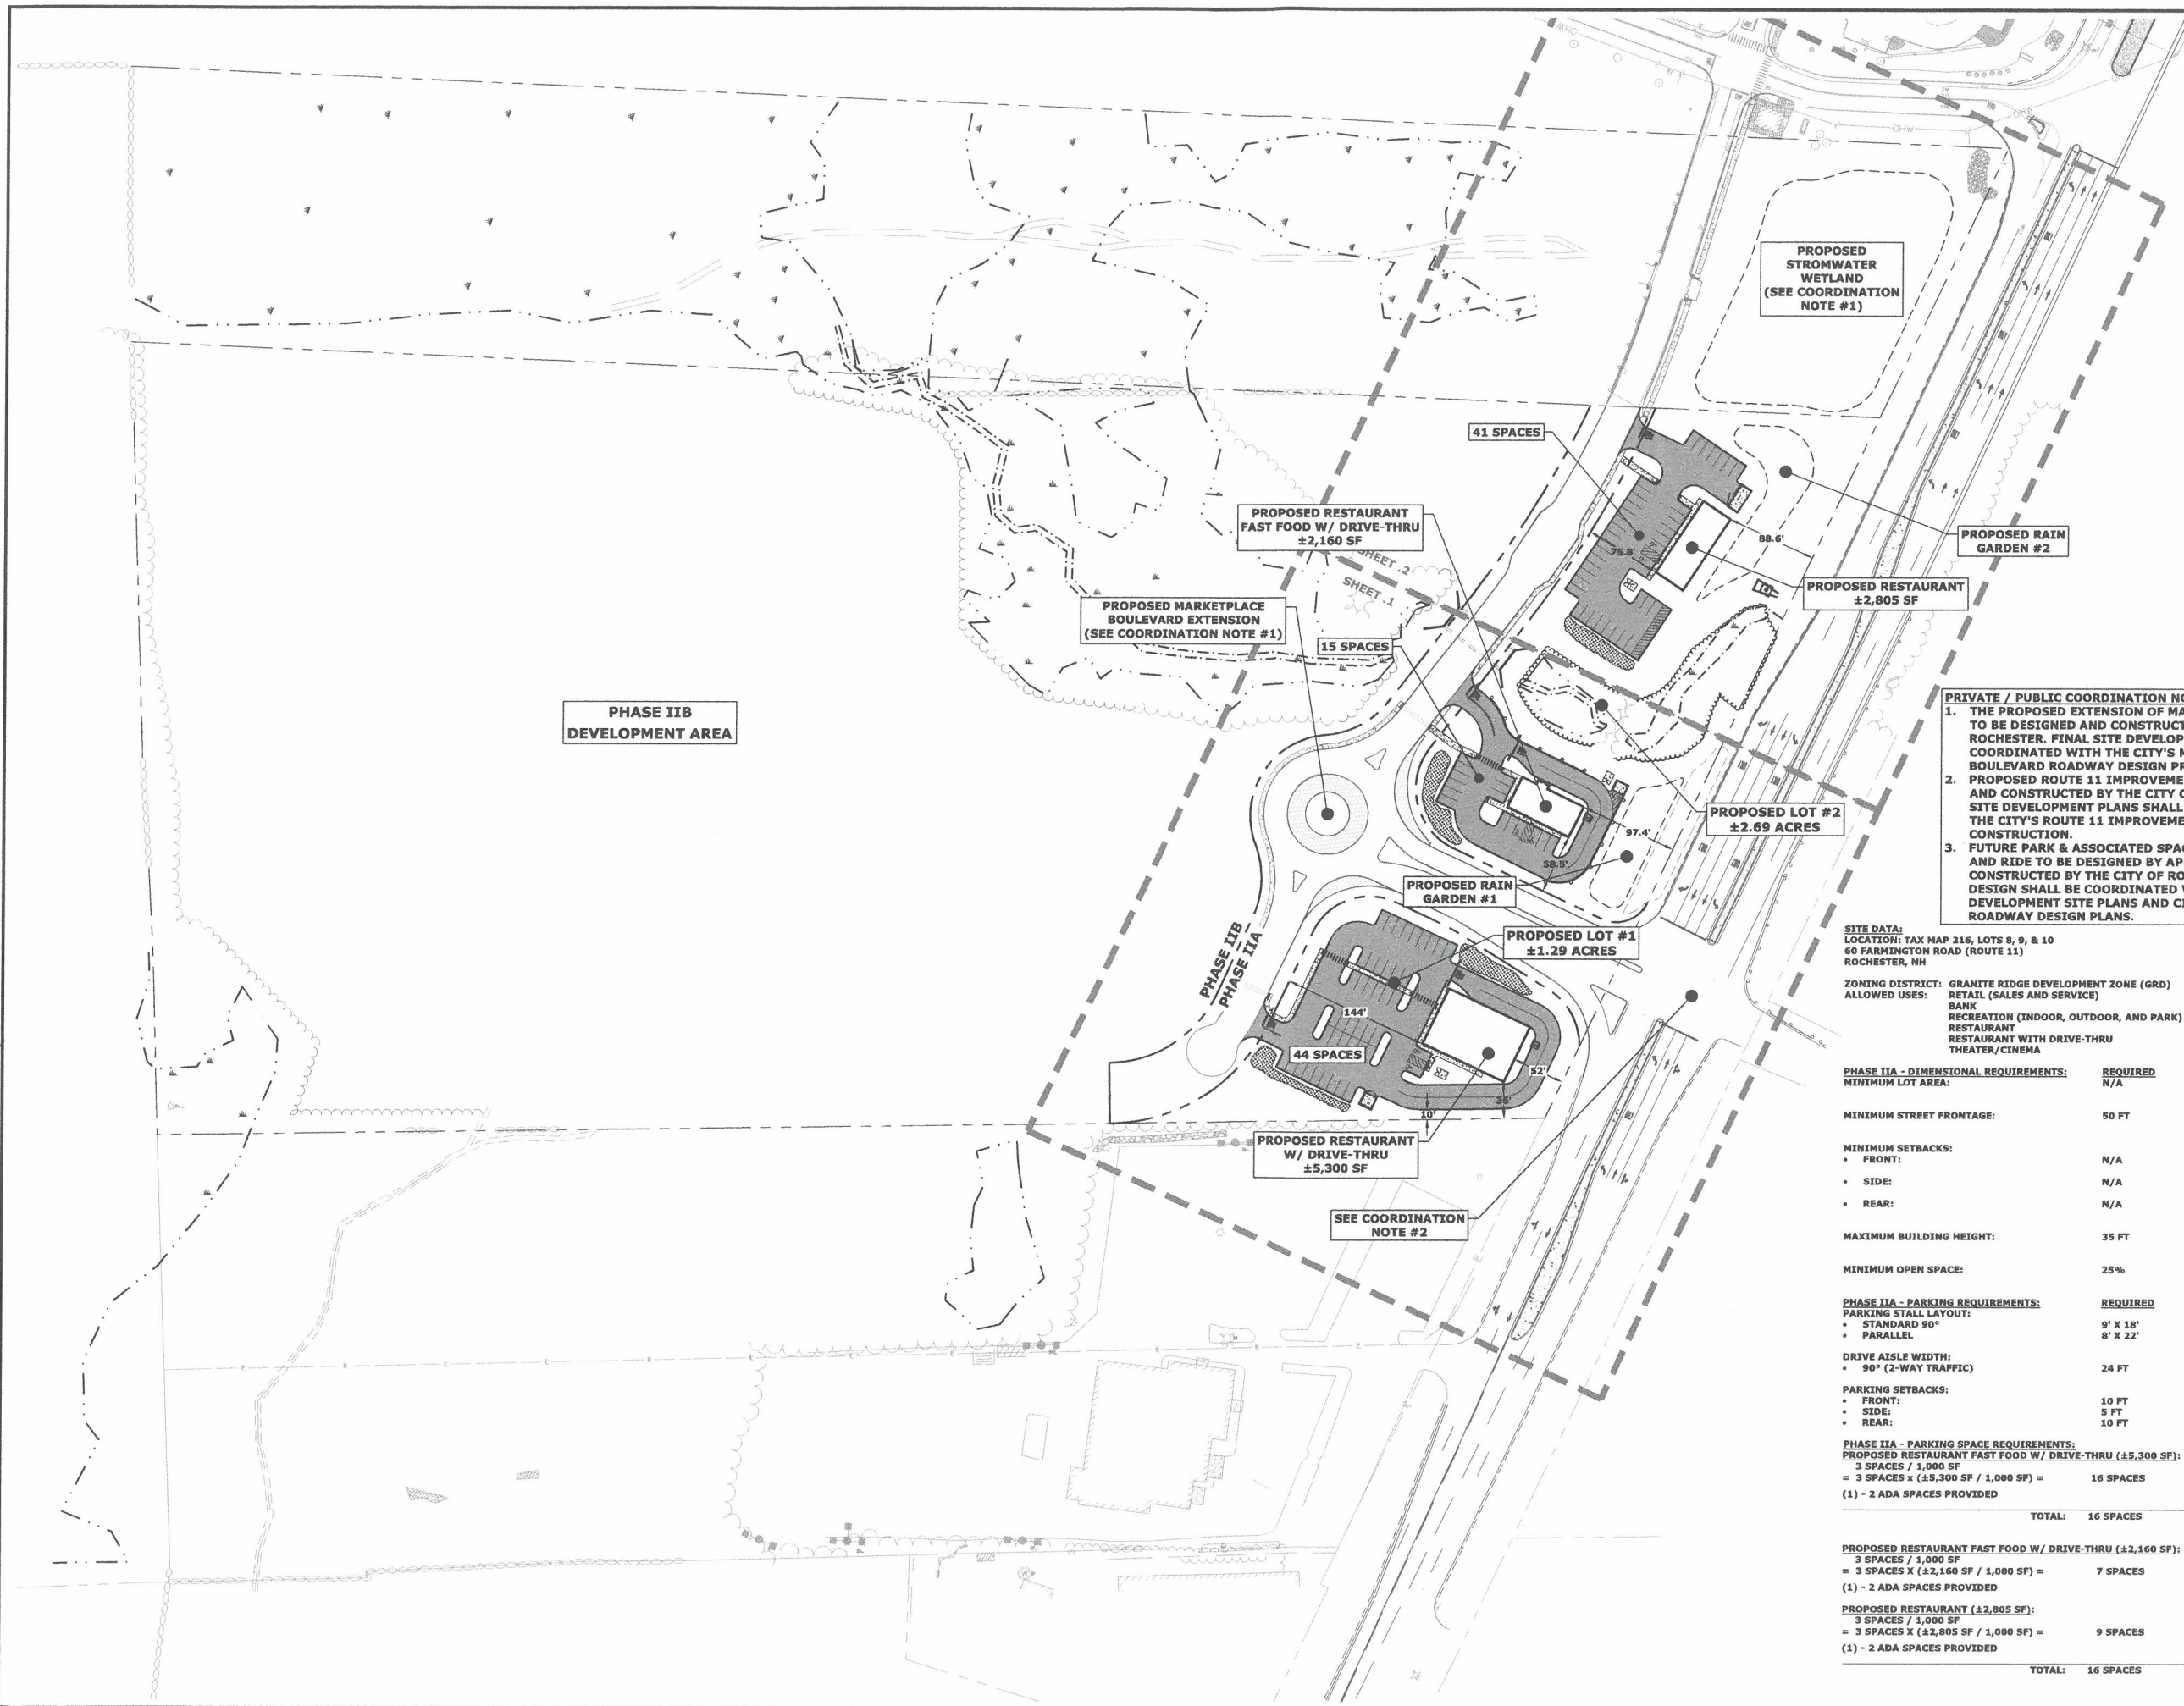 PROPOSED
STROMWATER
WETLAND
(SEE COORDINATION
NOTE #1)
OHW
OHW
41 SPACES
PROPOSED RESTAURANT
FAST FOOD W/ DRIVE-THRU
±2,160 SF
SHEET 2
SHEET 1
75.8'
88.6'
PROPOSED RAIN
GARDEN #2
PROPOSED RESTAURANT
±2,805 SF
PROPOSED MARKETPLACE
BOULEVARD EXTENSION
(SEE COORDINATION NOTE #1)
15 SPACES
PHASE IIB
DEVELOPMENT AREA
PROPOSED LOT #2
±2.69 ACRES
97.4'
58.5'
PROPOSED RAIN
GARDEN #1
PROPOSED LOT #1
±1.29 ACRES
PHASE IIB
PHASE IIA
144'
44 SPACES
52'
36'
10'
PROPOSED RESTAURANT
W/ DRIVE-THRU
±5,300 SF
SEE COORDINATION
NOTE #2
PRIVATE / PUBLIC COORDINATION
1. THE PROPOSED EXTENSION OF
TO BE DESIGNED AND
ROCHESTER. FINAL SITE
COORDINATED WITH THE CITY'S
BOULEVARD ROADWAY DESIGN
2. PROPOSED ROUTE 11
AND CONSTRUCTED BY THE CITY
SITE DEVELOPMENT PLANS SHALL
THE CITY'S ROUTE 11
CONSTRUCTION.
3. FUTURE PARK & ASSOCIATED
AND RIDE TO BE DESIGNED BY
CONSTRUCTED BY THE CITY OF
DESIGN SHALL BE COORDINATED
DEVELOPMENT SITE PLANS AND
ROADWAY DESIGN PLANS.
SITE DATA:
LOCATION: TAX MAP 216, LOTS 8, 9, & 10
60 FARMINGTON ROAD (ROUTE 11)
ROCHESTER, NH
ZONING DISTRICT: GRANITE RIDGE DEVELOPMENT ZONE (GRD)
ALLOWED USES: RETAIL (SALES AND SERVICE)
BANK
RECREATION (INDOOR, OUTDOOR, AND PARK)
RESTAURANT
RESTAURANT WITH DRIVE-THRU
THEATER/CINEMA
PHASE IIA - DIMENSIONAL REQUIREMENTS: REQUIRED
MINIMUM LOT AREA: N/A
MINIMUM STREET FRONTAGE: 50 FT
MINIMUM SETBACKS:
• FRONT: N/A
• SIDE: N/A
• REAR: N/A
MAXIMUM BUILDING HEIGHT: 35 FT
MINIMUM OPEN SPACE: 25%
PHASE IIA - PARKING REQUIREMENTS: REQUIRED
PARKING STALL LAYOUT:
• STANDARD 90° 9' X 18'
• PARALLEL 8' X 22'
DRIVE AISLE WIDTH:
• 90° (2-WAY TRAFFIC) 24 FT
PARKING SETBACKS:
• FRONT: 10 FT
• SIDE: 5 FT
• REAR: 10 FT
PHASE IIA - PARKING SPACE REQUIREMENTS:
PROPOSED RESTAURANT FAST FOOD W/ DRIVE-THRU (±5,300 SF):
3 SPACES / 1,000 SF
= 3 SPACES x (±5,300 SF / 1,000 SF) = 16 SPACES
(1) - 2 ADA SPACES PROVIDED
TOTAL: 16 SPACES
PROPOSED RESTAURANT FAST FOOD W/ DRIVE-THRU (±2,160 SF):
3 SPACES / 1,000 SF
= 3 SPACES X (±2,160 SF / 1,000 SF) = 7 SPACES
(1) - 2 ADA SPACES PROVIDED
PROPOSED RESTAURANT (±2,805 SF):
3 SPACES / 1,000 SF
= 3 SPACES X (±2,805 SF / 1,000 SF) = 9 SPACES
(1) - 2 ADA SPACES PROVIDED
TOTAL: 16 SPACES